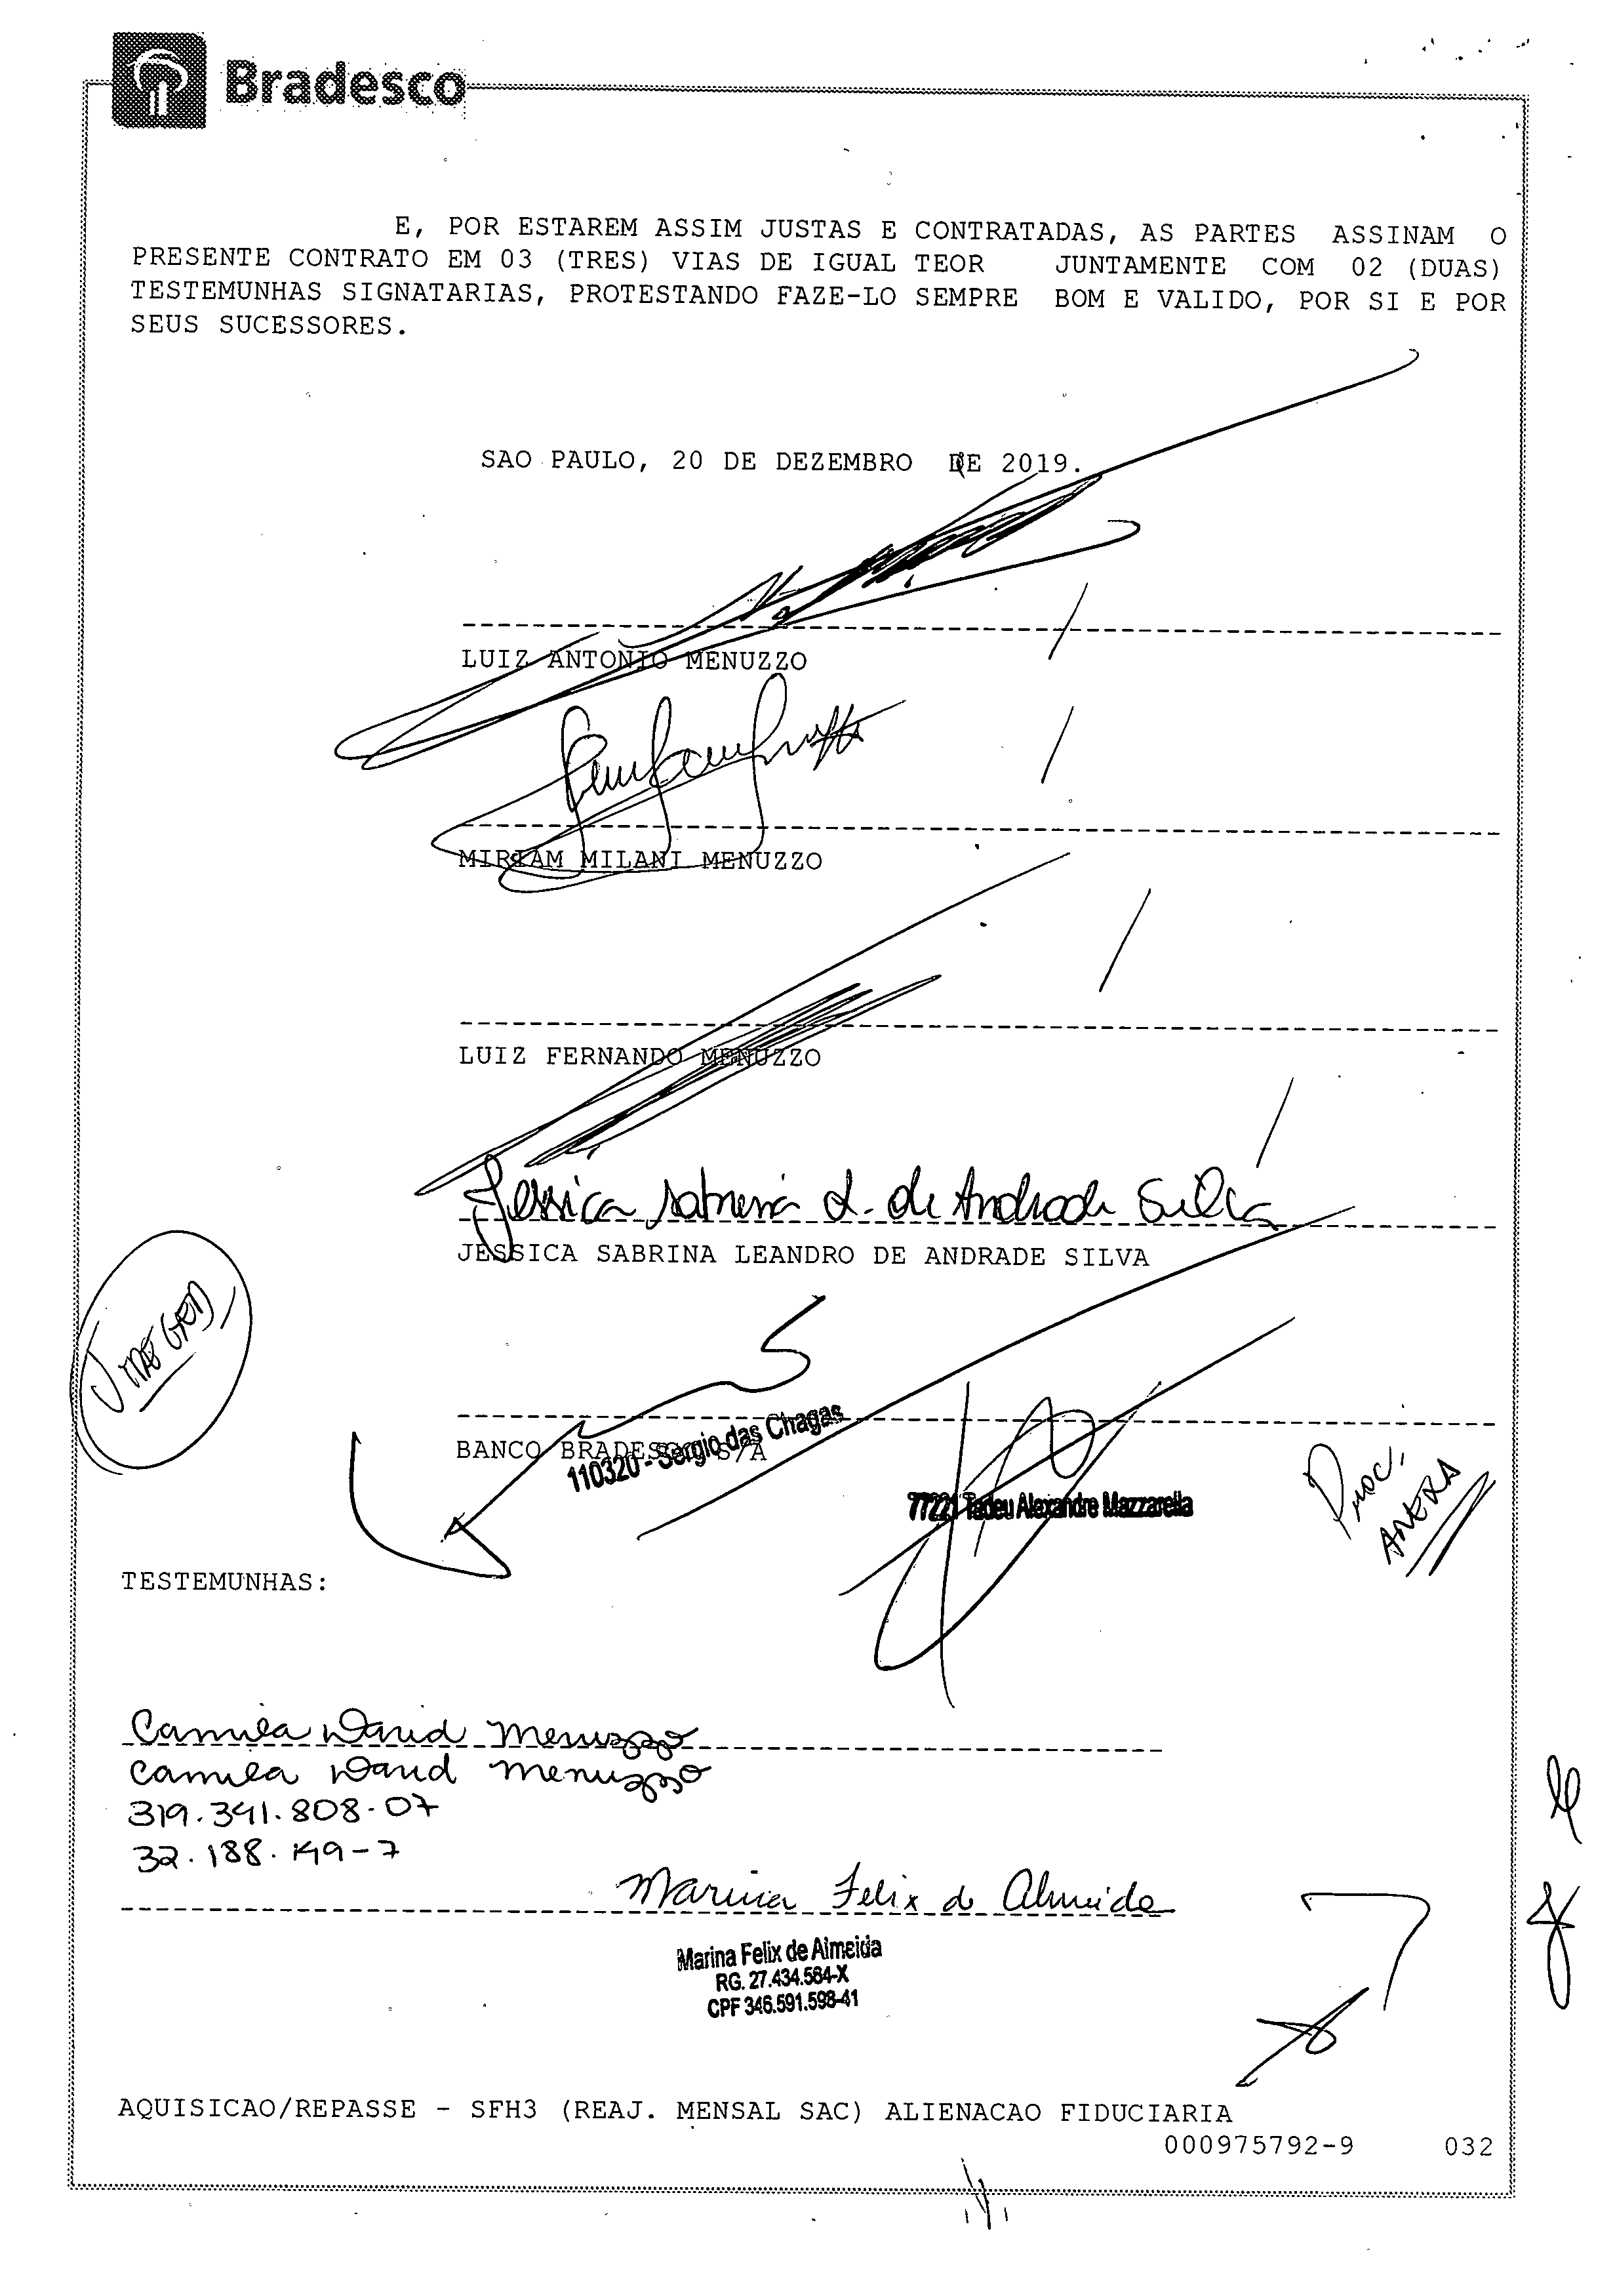 Bradesco
E, POR ESTAREM ASSIM JUSTAS E CONTRATADAS, AS PARTES ASSINAM O
PRESENTE CONTRATO EM 03 (TRES) VIAS DE IGUAL TEOR JUNTAMENTE COM 02 (DUAS)
TESTEMUNHAS SIGNATARIAS, PROTESTANDO FAZE-LO SEMPRE BOM E VALIDO, POR SI E POR
SEUS SUCESSORES.
SAO PAULO, 20 DE DEZEMBRO DE 2019.
LUIZ ANTONIO MENUZZO
MIRIAM MILANI MENUZZO
LUIZ FERNANDO MENUZZO
Jessica Sabrina L. de Andrade Silva
JESSICA SABRINA LEANDRO DE ANDRADE SILVA
BANCO BRADESCO S/A
110320 - Sergio das Chagas
77221 Tadeu Alexandre Mazzarella
Proc.
TESTEMUNHAS:
Camila David Menuzzo
Camila David Menuzzo
319.341.808-07
32.188.149-7
Marina Felix de Almeida
Marina Felix de Almeida
RG. 27.434.584-X
CPF 346.591.598-41
AQUISICAO/REPASSE - SFH3 (REAJ. MENSAL SAC) ALIENACAO FIDUCIARIA
000975792-9 032